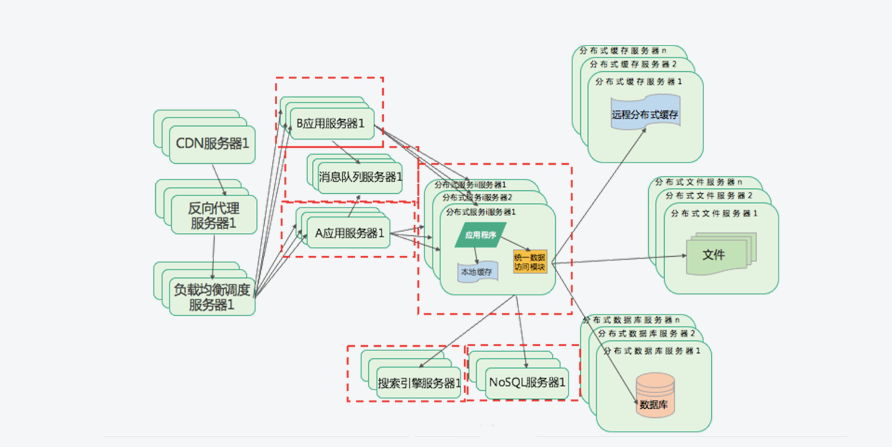 CDN服务器1
反向代理
服务器1
负载均衡调度
服务器1
B应用服务器1
消息队列服务器1
A应用服务器1
分布式服务ii服务器1
分布式服务i服务器2
分布式服务i服务器1
应用程序
本地缓存
统一数据
访问模块
搜索引擎服务器1
NoSQL服务器1
分布式缓存服务器n
分布式缓存服务器2
分布式缓存服务器1
远程分布式缓存
分布式文件服务器n
分布式文件服务器2
分布式文件服务器1
文件
分布式数据库服务器n
分布式数据库服务器2
分布式数据库服务器1
数据库